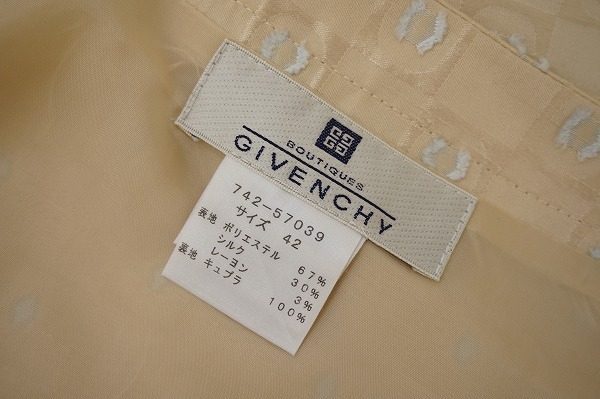 BOUTIQUES
GIVENCHY
742-57039
サイズ 42
表地 ポリエステル 67%
シルク 30%
レーヨン 3%
裏地 キュプラ 100%